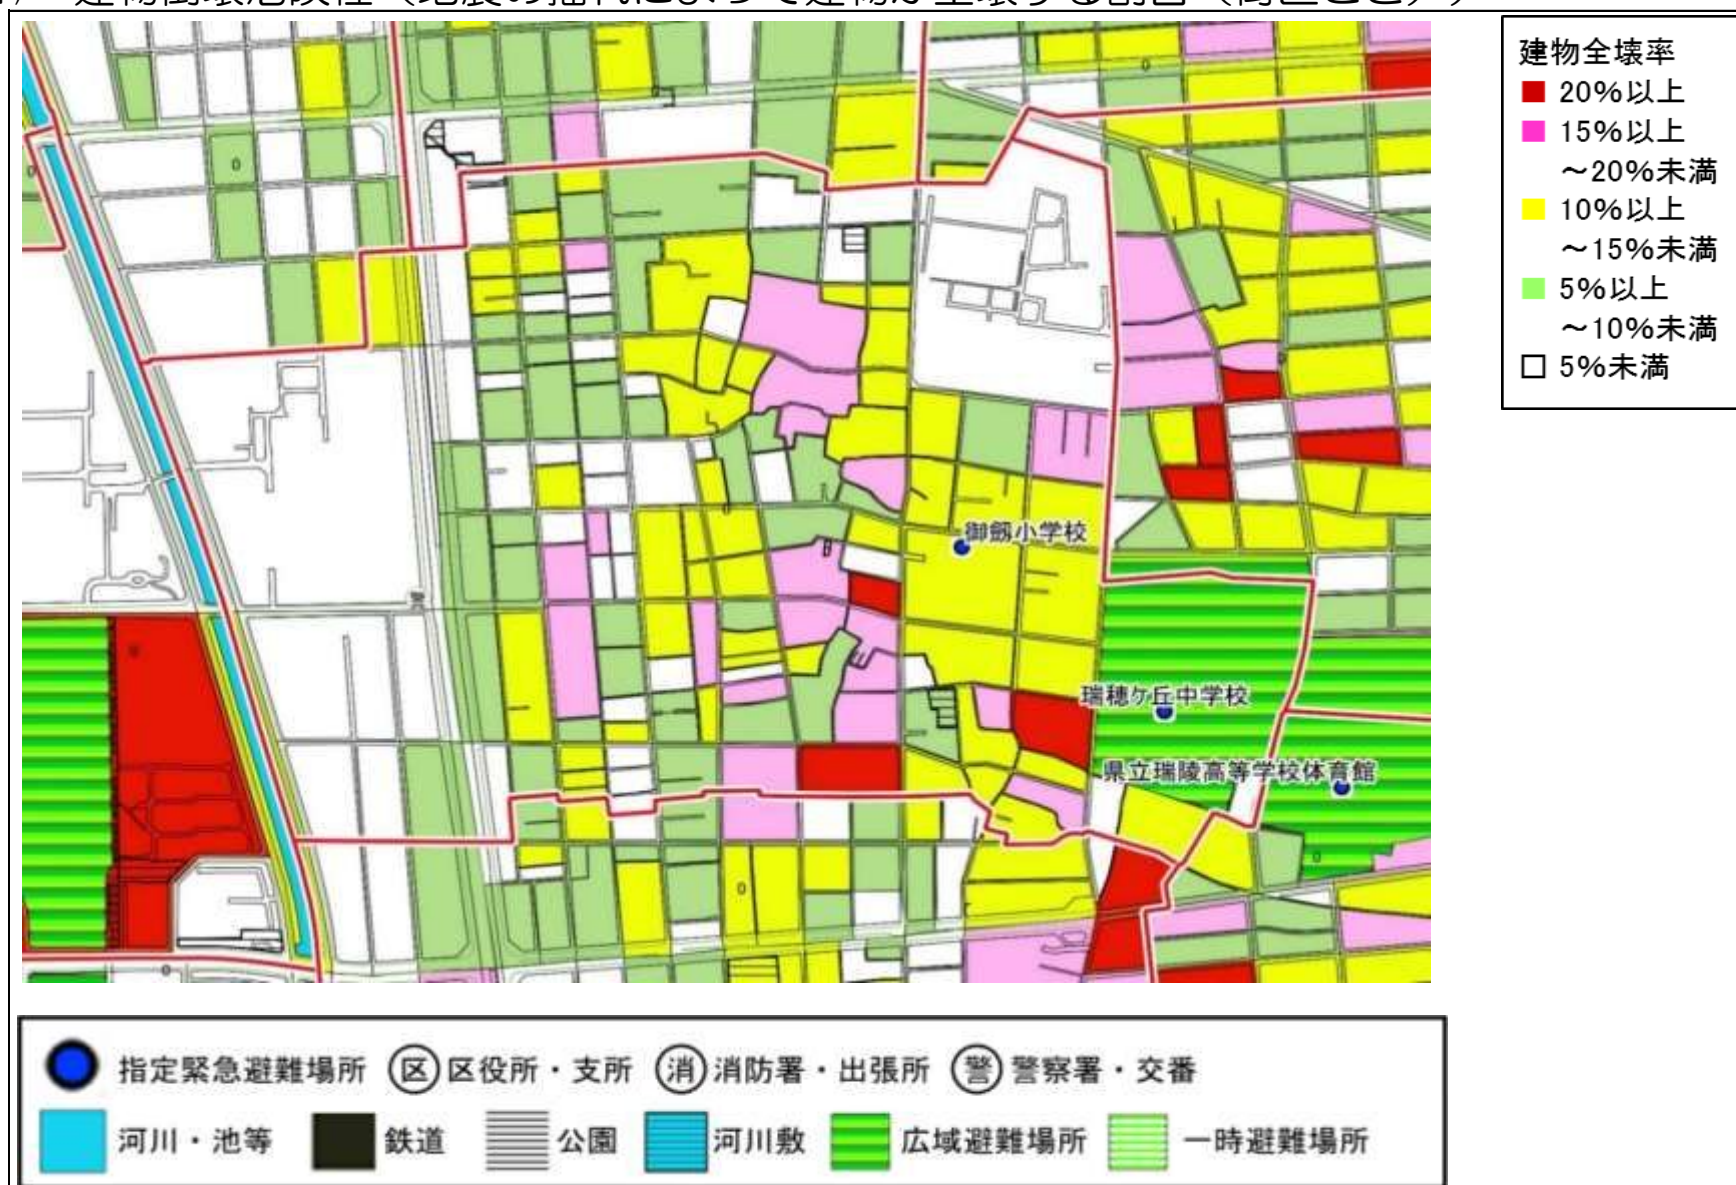 建物全壊率
20%以上
15%以上
～20%未満
10%以上
～15%未満
5%以上
～10%未満
5%未満
御劔小学校
瑞穂ケ丘中学校
県立瑞陵高等学校体育館
指定緊急避難場所 区 区役所・支所 消 消防署・出張所 警 警察署・交番
河川・池等 鉄道 公園 河川敷 広域避難場所 一時避難場所